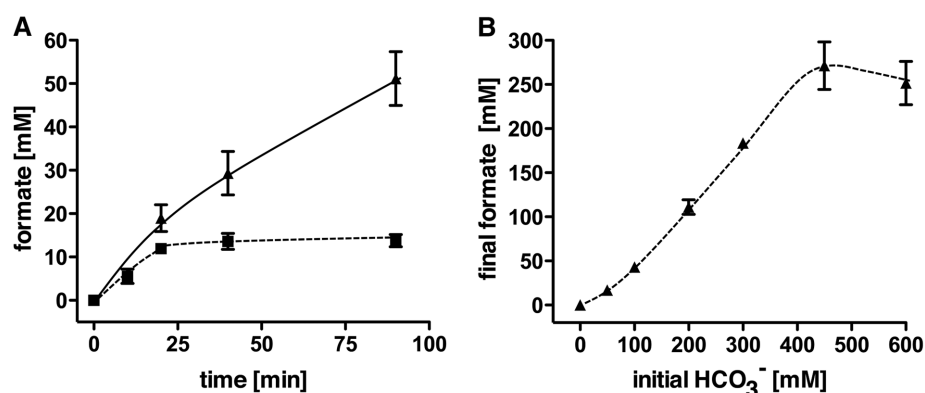 A
formate [mM]
60
50
40
30
20
10
0
0 25 50 75 100
time [min]
B
final formate [mM]
300
250
200
150
100
50
0
0 100 200 300 400 500 600
initial HCO₃⁻ [mM]